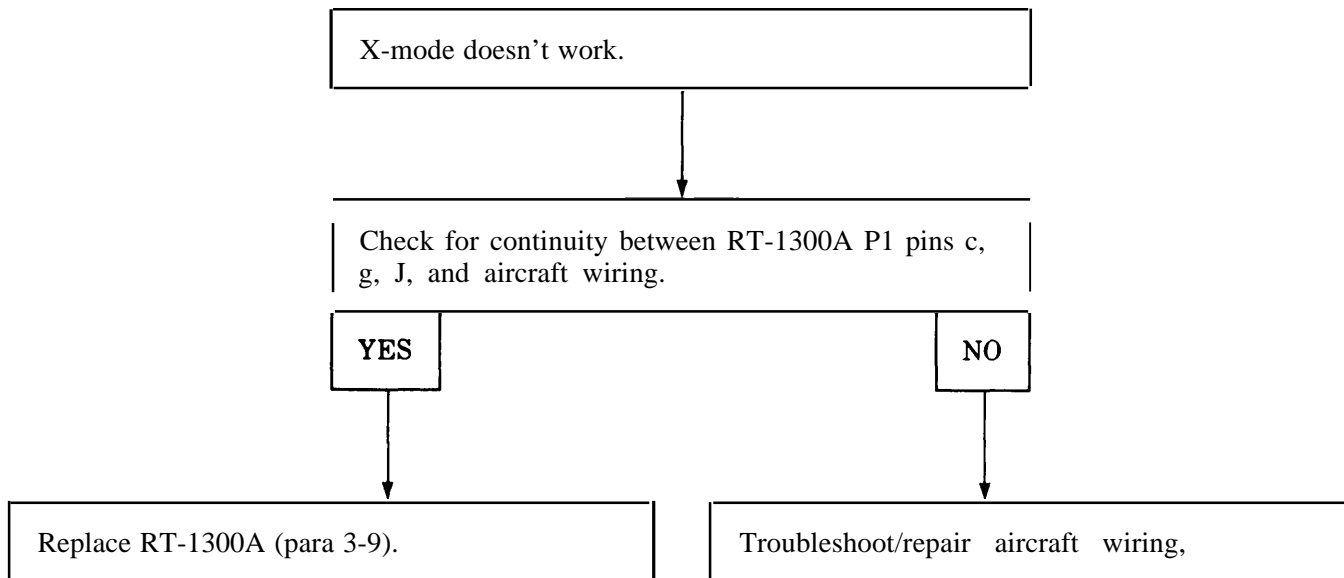 X-mode doesn't work.
Check for continuity between RT-1300A P1 pins c,
g, J, and aircraft wiring.
YES
NO
Replace RT-1300A (para 3-9).
Troubleshoot/repair aircraft wiring,